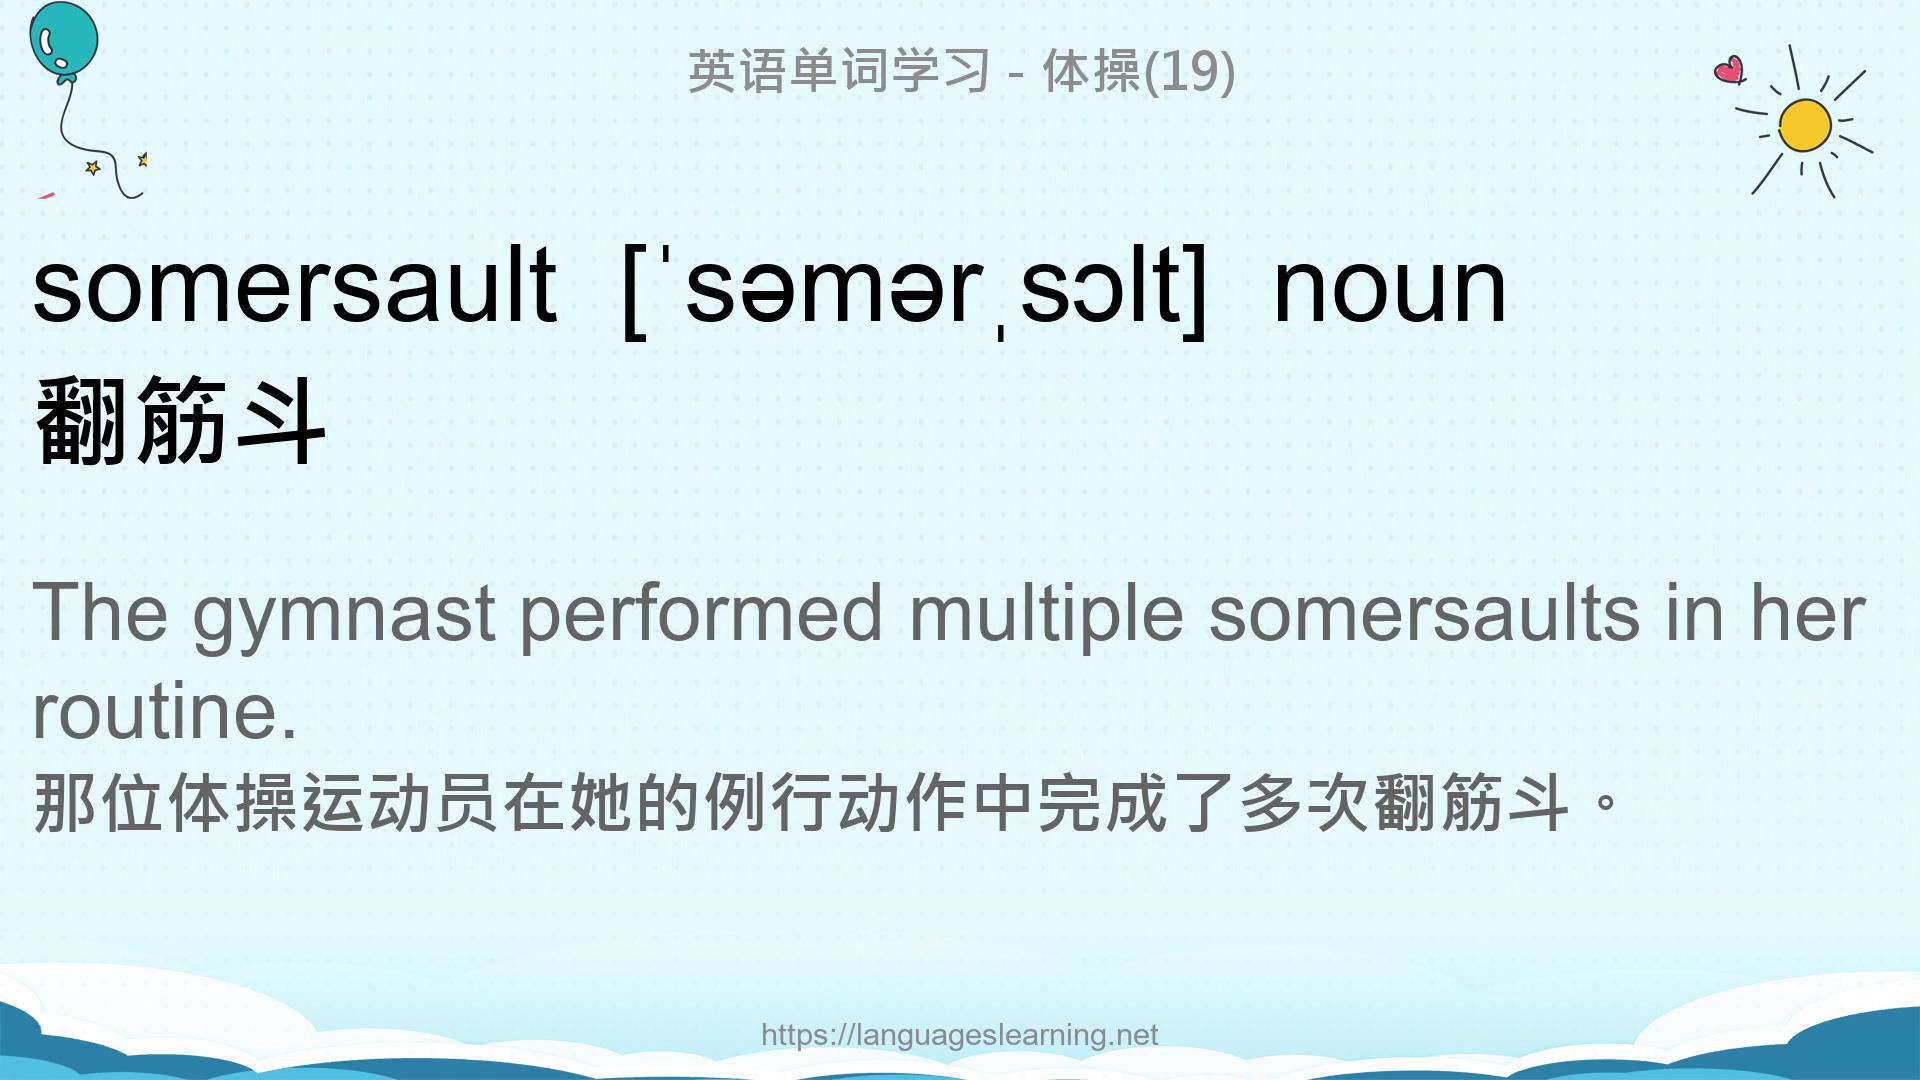 英语单词学习 - 体操(19)
somersault [ˈsəmərˌsɔlt] noun
翻筋斗
The gymnast performed multiple somersaults in her
routine.
那位体操运动员在她的例行动作中完成了多次翻筋斗。
https://languageslearning.net